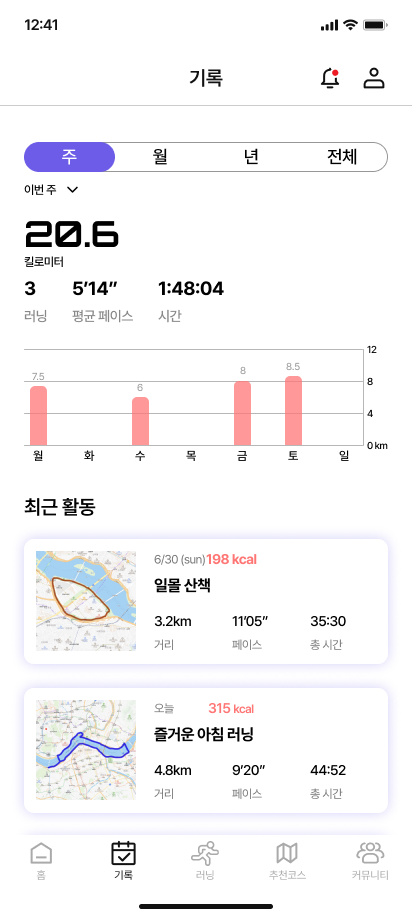 12:41
기록
주 월 년 전체
이번 주
20.6
킬로미터
3 5’14” 1:48:04
러닝 평균 페이스 시간
12
8
4
0 km
7.5 6 8 8.5
월 화 수 목 금 토 일
최근 활동
6/30 (sun) 198 kcal
일몰 산책
3.2km 11’05” 35:30
거리 페이스 총 시간
오늘 315 kcal
즐거운 아침 러닝
4.8km 9’20” 44:52
거리 페이스 총 시간
홈 기록 러닝 추천코스 커뮤니티